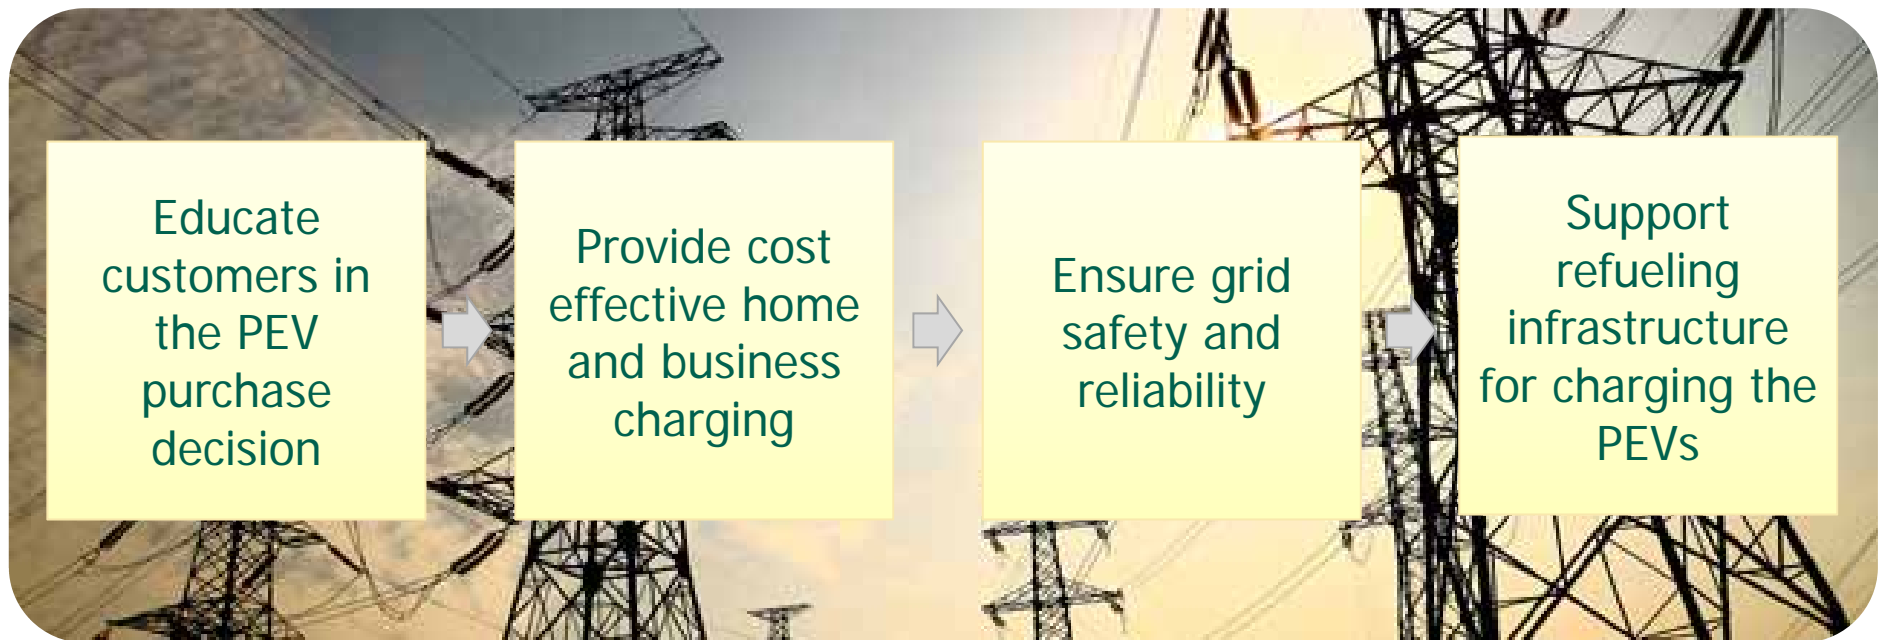 Educate
customers in
the PEV
purchase
decision
Provide cost
effective home
and business
charging
Ensure grid
safety and
reliability
Support
refueling
infrastructure
for charging the
PEVs